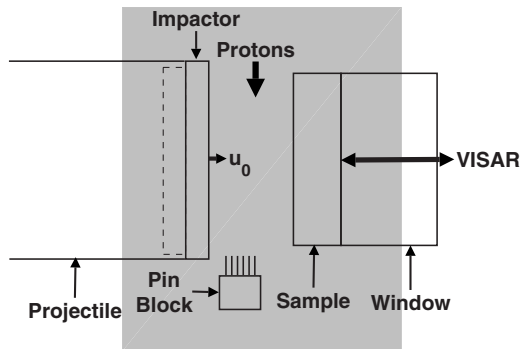 Impactor
Protons
u0
VISAR
Pin
Block
Projectile
Sample
Window